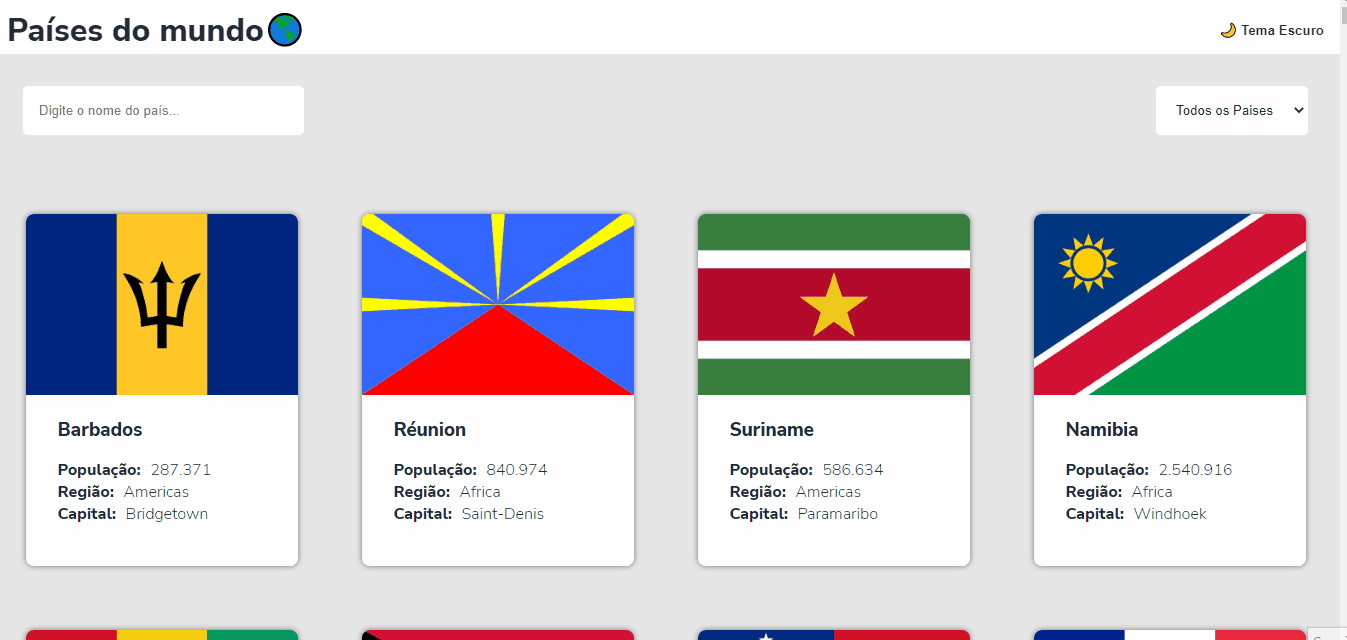 Países do mundo
Tema Escuro
Digite o nome do país...
Todos os Paises
Barbados
População: 287.371
Região: Americas
Capital: Bridgetown
Réunion
População: 840.974
Região: Africa
Capital: Saint-Denis
Suriname
População: 586.634
Região: Americas
Capital: Paramaribo
Namibia
População: 2.540.916
Região: Africa
Capital: Windhoek